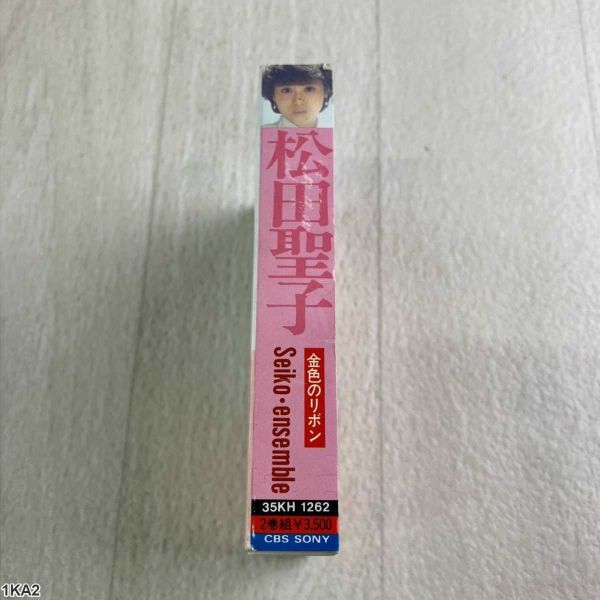 松田聖子
金色のリボン
Seiko・ensemble
35KH 1262
2巻組¥3,500
CBS SONY
1KA2